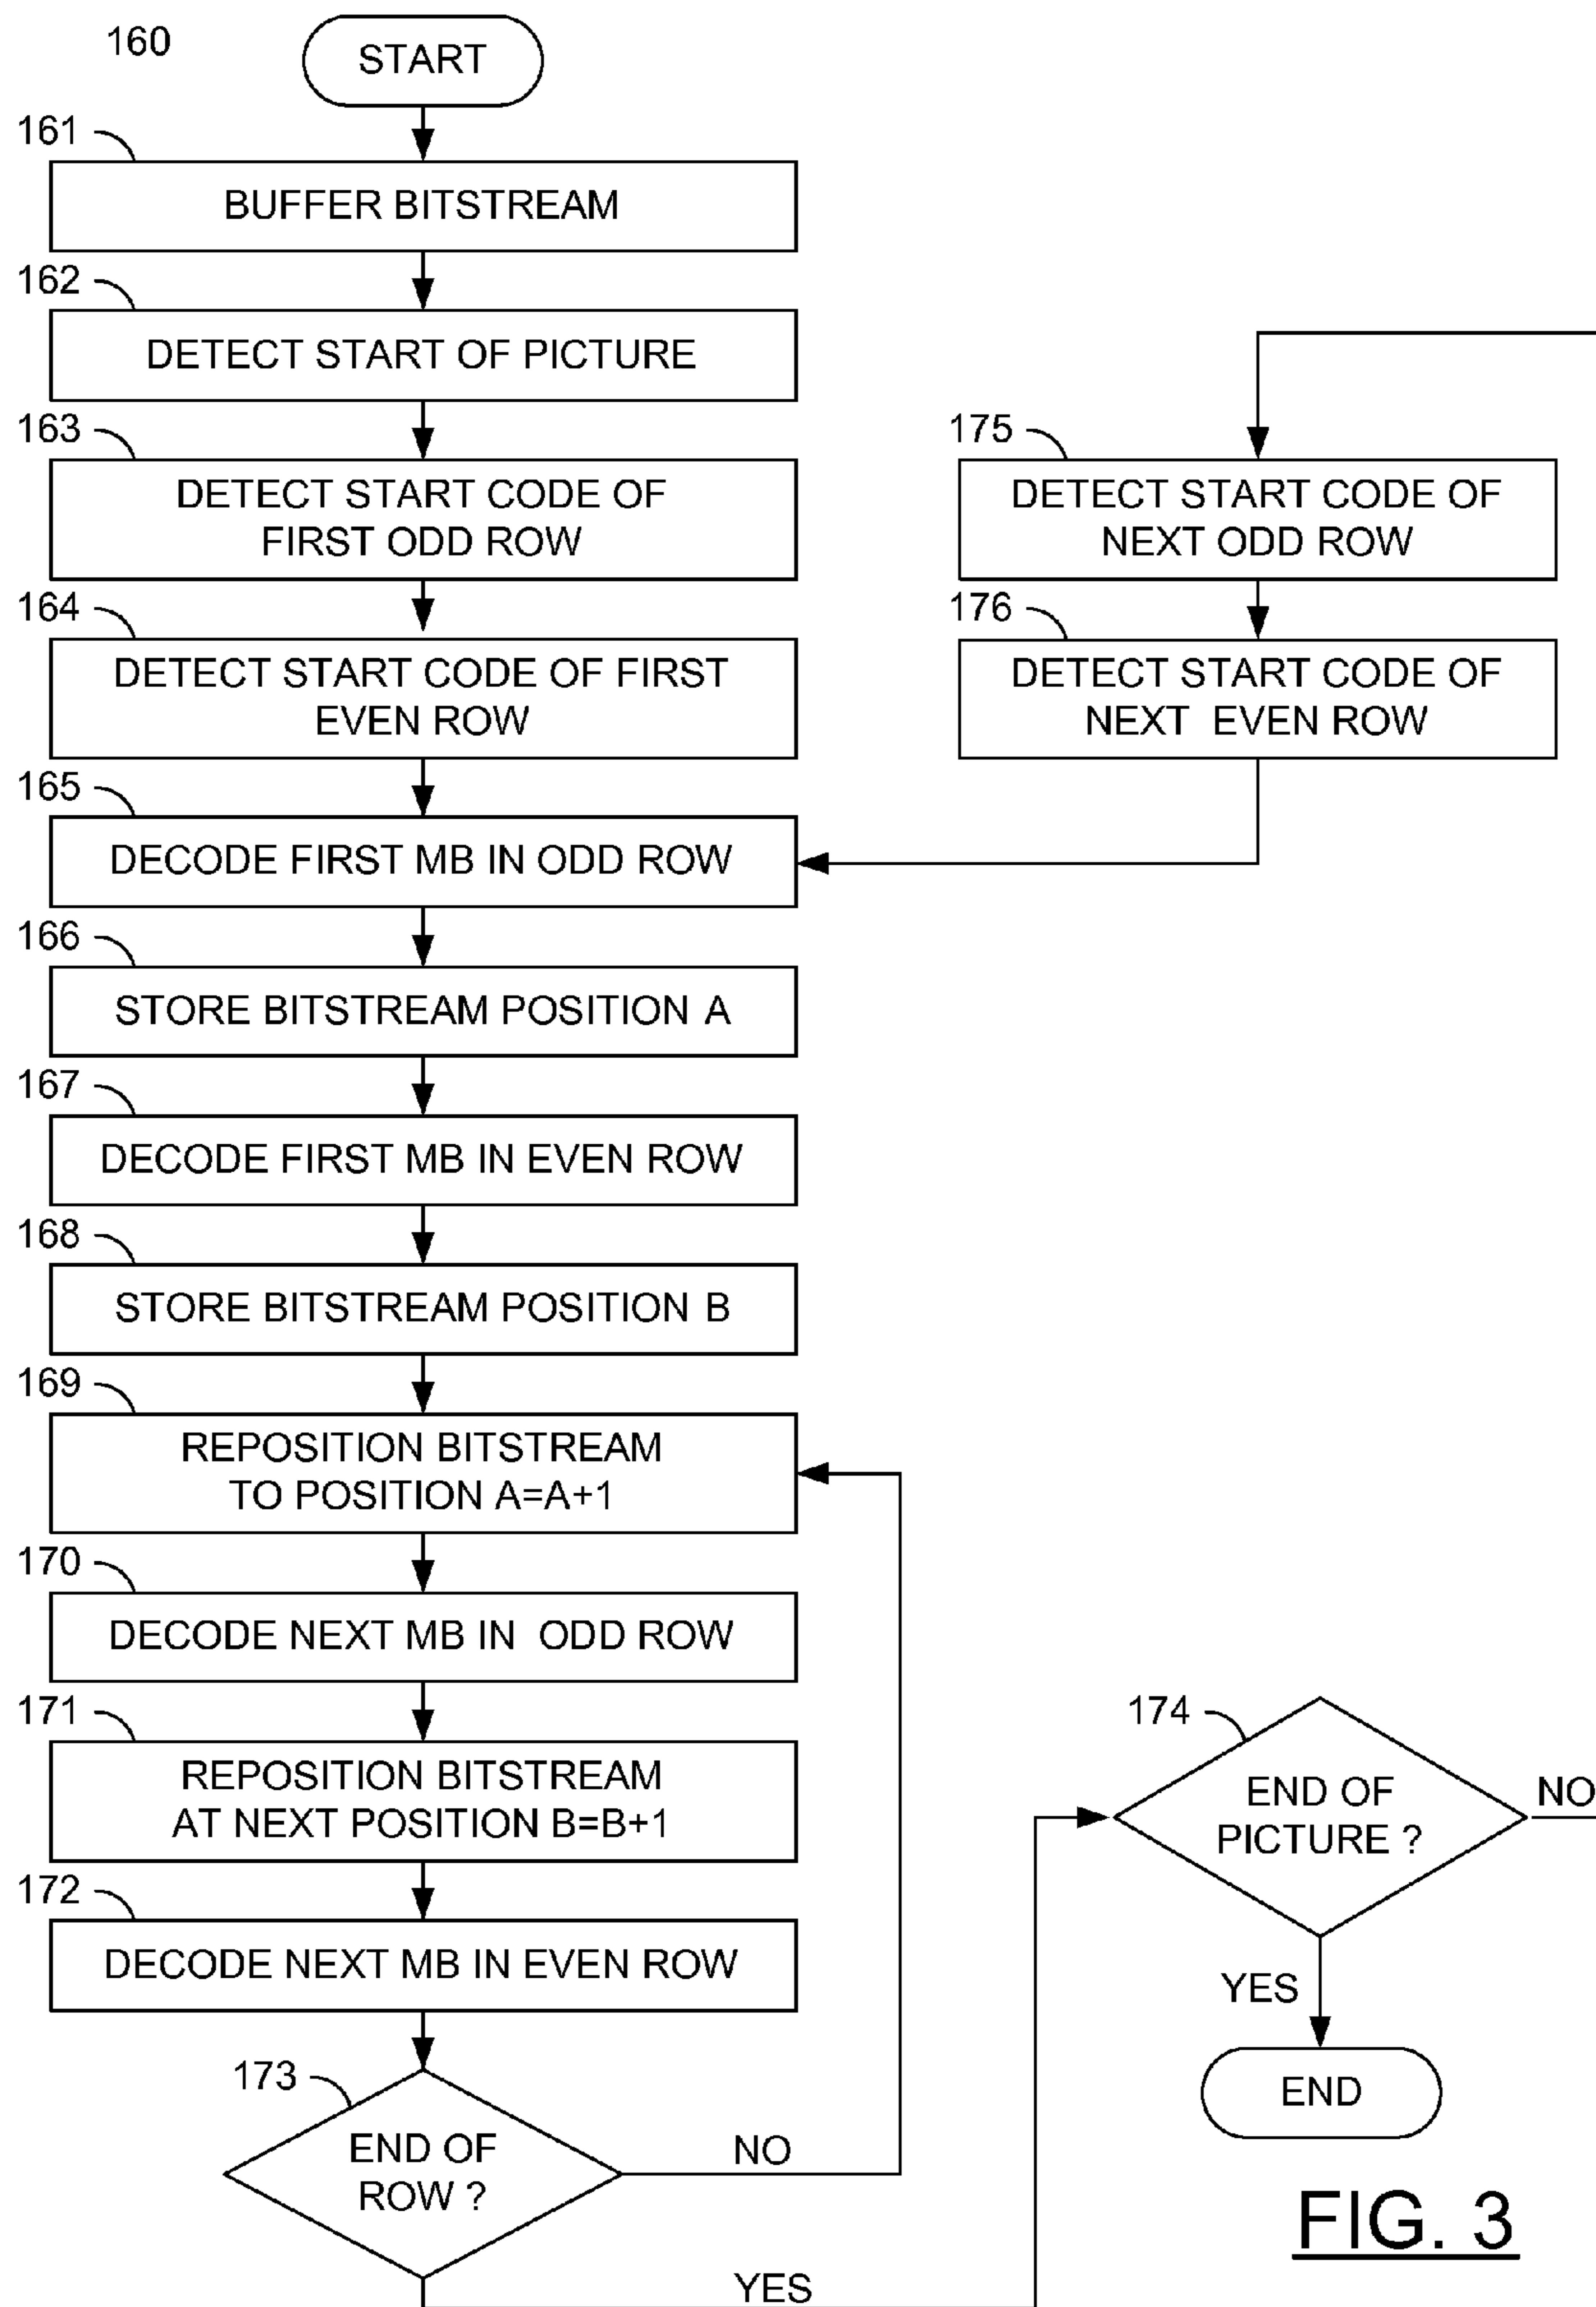 160
START
161
BUFFER BITSTREAM
162
DETECT START OF PICTURE
163
DETECT START CODE OF
FIRST ODD ROW
164
DETECT START CODE OF FIRST
EVEN ROW
165
DECODE FIRST MB IN ODD ROW
166
STORE BITSTREAM POSITION A
167
DECODE FIRST MB IN EVEN ROW
168
STORE BITSTREAM POSITION B
169
REPOSITION BITSTREAM
TO POSITION A=A+1
170
DECODE NEXT MB IN ODD ROW
171
REPOSITION BITSTREAM
AT NEXT POSITION B=B+1
172
DECODE NEXT MB IN EVEN ROW
173
END OF
ROW ?
NO
YES
174
END OF
PICTURE ?
NO
YES
END
175
DETECT START CODE OF
NEXT ODD ROW
176
DETECT START CODE OF
NEXT EVEN ROW
FIG. 3